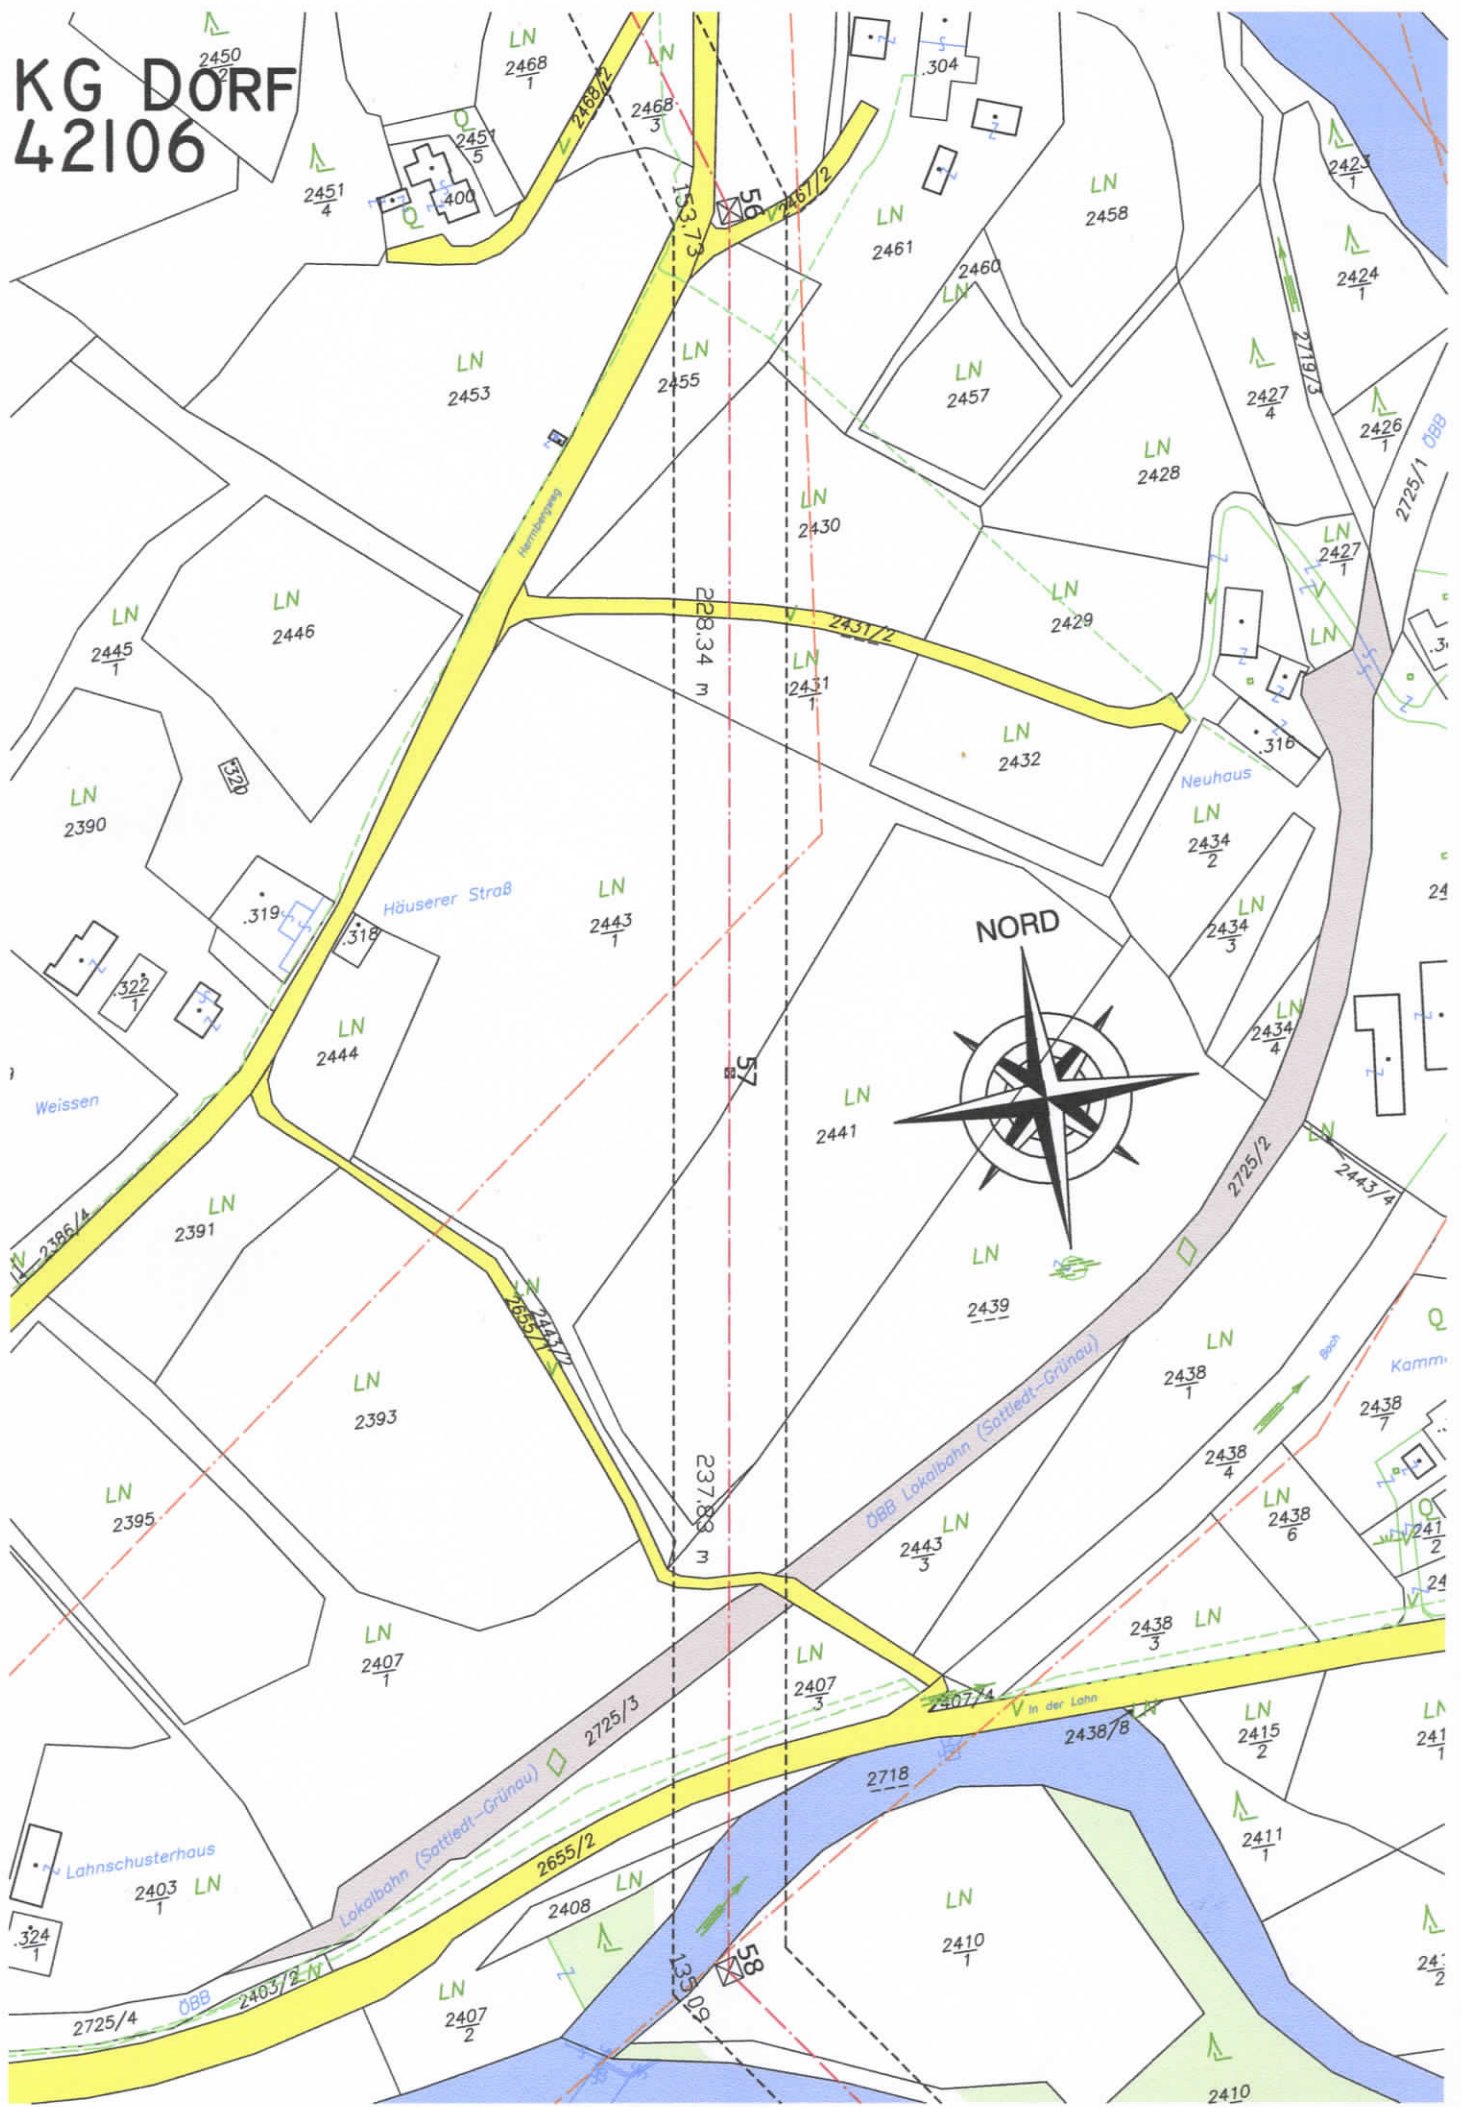 KG DORF
42106
2450
2
LN
2468
1
2468/2
LN
2468
3
.304
2423
1
Q
2451
5
2451
4
.400
Q
153,73
56
2467/2
LN
2461
LN
2458
2460
LN
2424
1
LN
2453
LN
2455
LN
2457
2427
4
2719/3
2426
1
ÖBB
2725/1
LN
2428
LN
2430
Hermbergweg
LN
2427
1
LN
2445
1
LN
2446
228.34 m
2431/2
LN
2429
LN
LN
2431
1
LN
2432
.316
Neuhaus
LN
2390
.320
LN
2434
2
Häuserer Straß
.319
.318
LN
2443
1
LN
2434
3
NORD
.322
1
LN
2444
LN
2434
4
57
Weissen
LN
2441
LN
2443/4
2725/2
2386/4
LN
2391
LN
2439
LN
2655/1
2443/2
LN
2438
1
Bach
Q
2438
7
LN
2393
ÖBB Lokalbahn (Sattledt-Grünau)
2438
4
LN
2395
237.83 m
LN
2443
3
LN
2438
6
Q
LN
2407
1
LN
2407
3
2438
3
LN
2407/4
In der Lahn
2438/8
LN
LN
2415
2
2725/3
2718
Lokalbahn (Sattledt-Grünau)
2655/2
2411
1
Lahnschusterhaus
2403
1
LN
LN
2408
LN
2410
1
.324
1
58
135,09
2403/2
LN
ÖBB
2725/4
LN
2407
2
2410